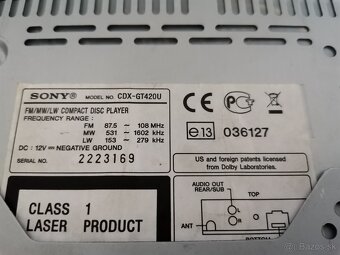 SONY® MODEL NO. CDX-GT420U
FM/MW/LW COMPACT DISC PLAYER
FREQUENCY RANGE :
FM 87.5 ~ 108 MHz
MW 531 ~ 1602 kHz
LW 153 ~ 279 kHz
DC : 12V NEGATIVE GROUND
SERIAL NO. 2223169
CE PC
e13 036127
US and foreign patents licensed
from Dolby Laboratories.
CLASS 1
LASER PRODUCT
AUDIO OUT
REAR/SUB
TOP
L
R
ANT
BOTTOM
Bazos.sk